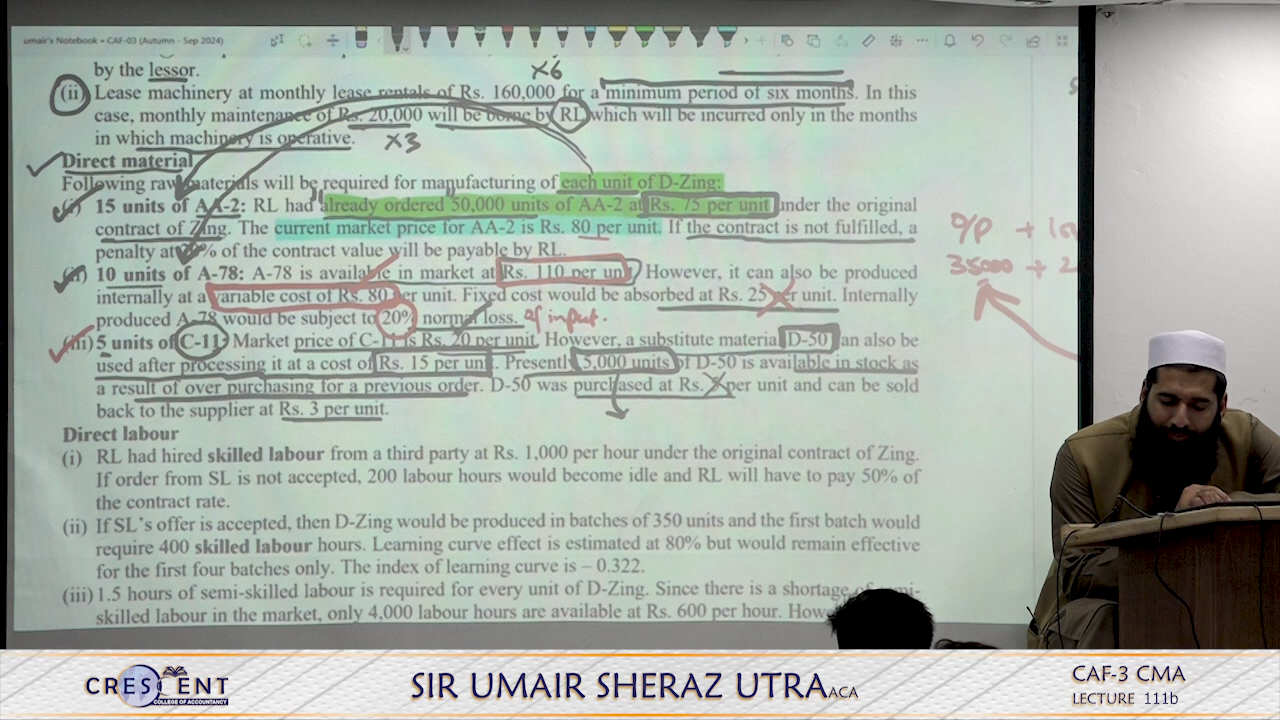 umair's Notebook » CAF-03 (Autumn - Sep 2024)
by the lessor.
×6
(ii) Lease machinery at monthly lease rentals of Rs. 160,000 for a minimum period of six months. In this
case, monthly maintenance of Rs. 20,000 will be borne by RL which will be incurred only in the months
in which machinery is operative.
×3
Direct material
Following raw materials will be required for manufacturing of each unit of D-Zing:
(i) 15 units of AA-2: RL had already ordered 50,000 units of AA-2 at Rs. 75 per unit under the original
contract of Zing. The current market price for AA-2 is Rs. 80 per unit. If the contract is not fulfilled, a
penalty at % of the contract value will be payable by RL.
(ii) 10 units of A-78: A-78 is available in market at Rs. 110 per unit. However, it can also be produced
internally at a variable cost of Rs. 80 per unit. Fixed cost would be absorbed at Rs. 25 per unit. Internally
produced A-78 would be subject to 20% normal loss. of input.
(iii) 5 units of C-11: Market price of C-11 is Rs. 20 per unit. However, a substitute material D-50 can also be
used after processing it at a cost of Rs. 15 per unit. Presently 5,000 units of D-50 is available in stock as
a result of over purchasing for a previous order. D-50 was purchased at Rs. per unit and can be sold
back to the supplier at Rs. 3 per unit.
Direct labour
(i) RL had hired skilled labour from a third party at Rs. 1,000 per hour under the original contract of Zing.
If order from SL is not accepted, 200 labour hours would become idle and RL will have to pay 50% of
the contract rate.
(ii) If SL's offer is accepted, then D-Zing would be produced in batches of 350 units and the first batch would
require 400 skilled labour hours. Learning curve effect is estimated at 80% but would remain effective
for the first four batches only. The index of learning curve is – 0.322.
(iii) 1.5 hours of semi-skilled labour is required for every unit of D-Zing. Since there is a shortage of semi-
skilled labour in the market, only 4,000 labour hours are available at Rs. 600 per hour.
O/P +
35000 + 2
CRESCENT
COLLEGE OF ACCOUNTANCY
SIR UMAIR SHERAZ UTRA ACA
CAF-3 CMA
LECTURE 111b